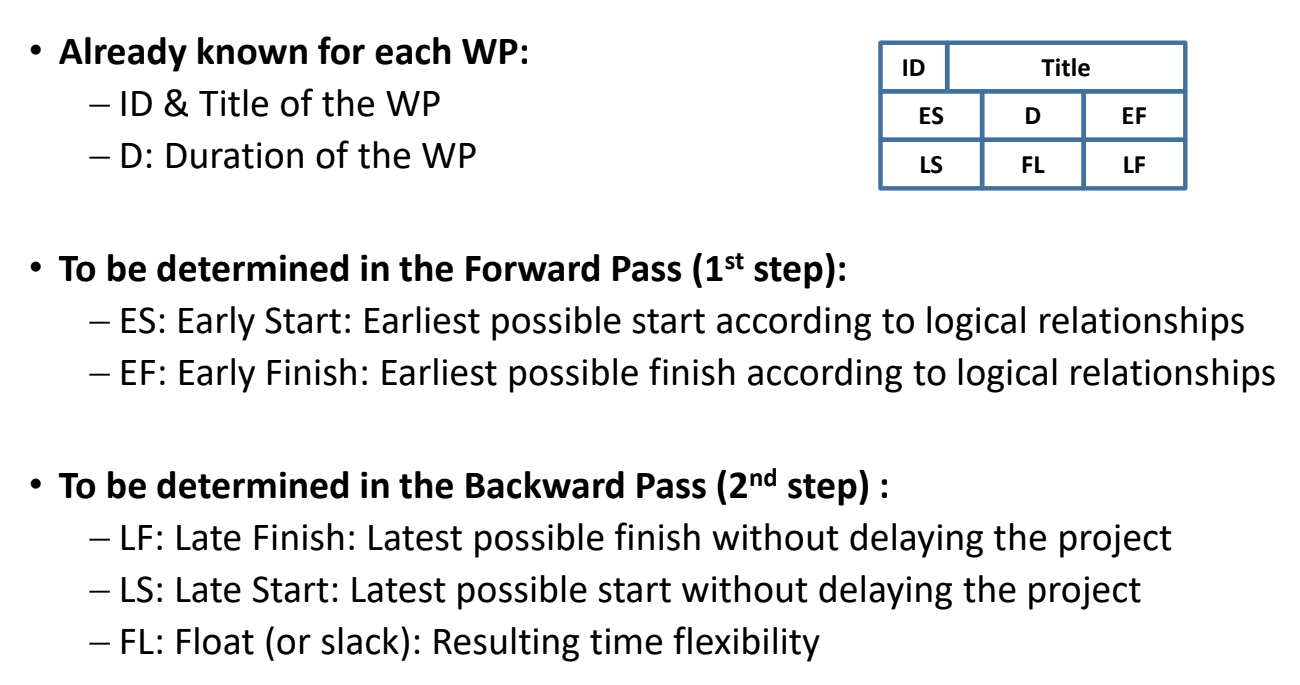 • Already known for each WP:
– ID & Title of the WP
– D: Duration of the WP
ID Title
ES D EF
LS FL LF
• To be determined in the Forward Pass (1st step):
– ES: Early Start: Earliest possible start according to logical relationships
– EF: Early Finish: Earliest possible finish according to logical relationships
• To be determined in the Backward Pass (2nd step) :
– LF: Late Finish: Latest possible finish without delaying the project
– LS: Late Start: Latest possible start without delaying the project
– FL: Float (or slack): Resulting time flexibility